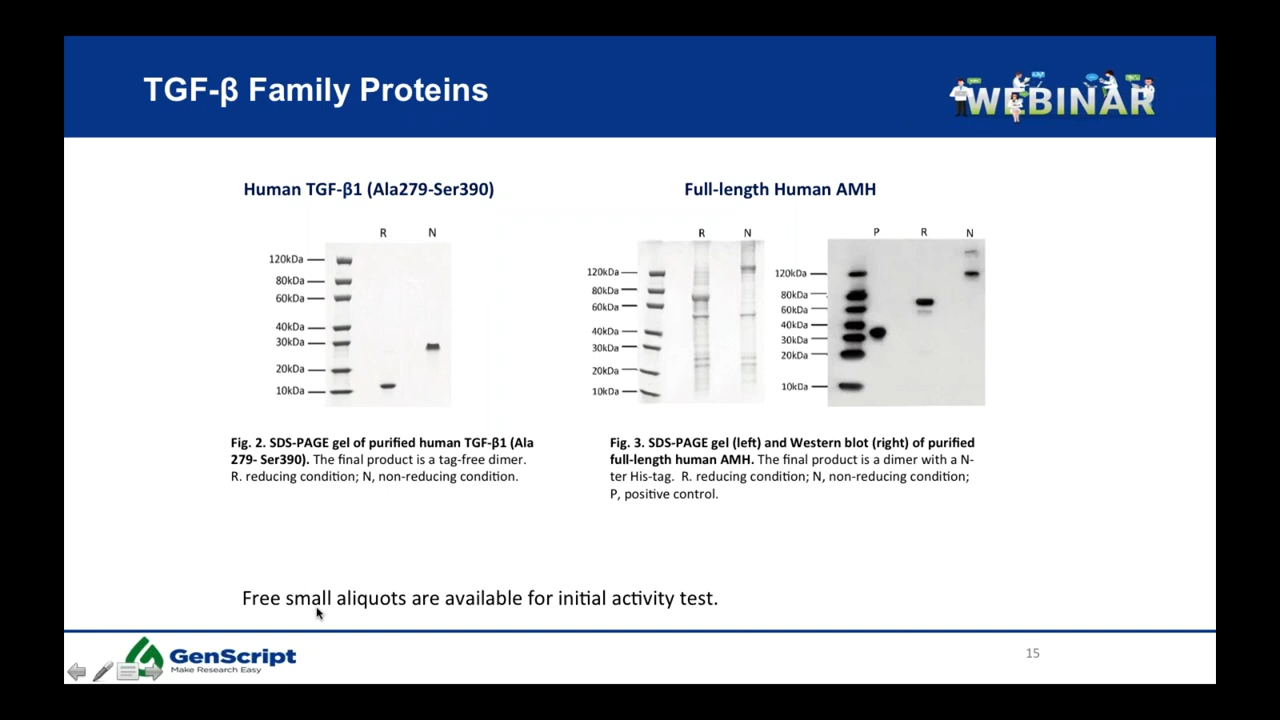 TGF-β Family Proteins
WEBINAR
Human TGF-β1 (Ala279-Ser390)
Full-length Human AMH
R N
120kDa
80kDa
60kDa
40kDa
30kDa
20kDa
10kDa
R N
120kDa
80kDa
60kDa
40kDa
30kDa
20kDa
10kDa
P R N
120kDa
80kDa
60kDa
40kDa
30kDa
20kDa
10kDa
Fig. 2. SDS-PAGE gel of purified human TGF-β1 (Ala
279- Ser390). The final product is a tag-free dimer.
R. reducing condition; N, non-reducing condition.
Fig. 3. SDS-PAGE gel (left) and Western blot (right) of purified
full-length human AMH. The final product is a dimer with a N-
ter His-tag. R. reducing condition; N, non-reducing condition;
P, positive control.
Free small aliquots are available for initial activity test.
GenScript
Make Research Easy
15